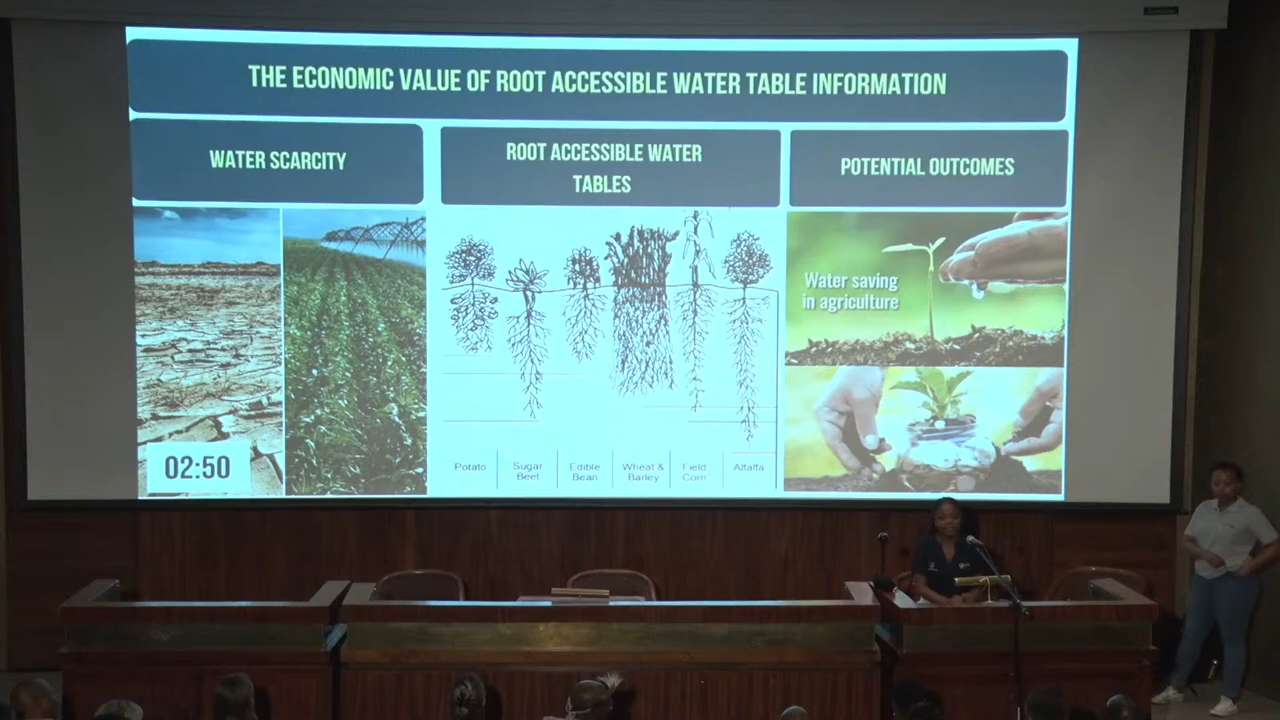 THE ECONOMIC VALUE OF ROOT ACCESSIBLE WATER TABLE INFORMATION
WATER SCARCITY
ROOT ACCESSIBLE WATER
TABLES
POTENTIAL OUTCOMES
Water saving
in agriculture
02:50
Potato
Sugar
Beet
Edible
Bean
Wheat &
Barley
Field
Corn
Alfalfa